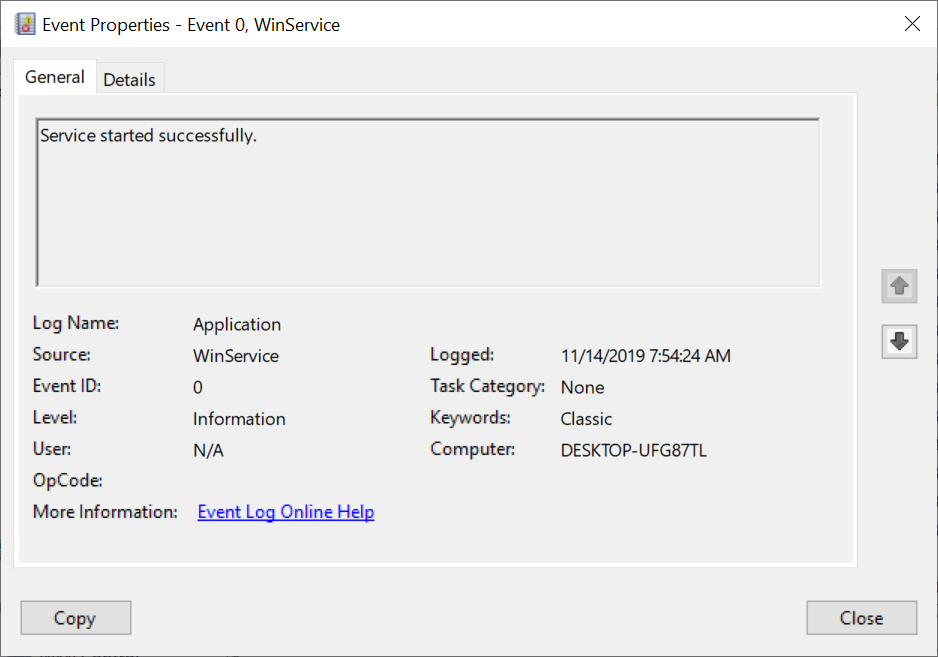 Event Properties - Event 0, WinService
General Details
Service started successfully.
Log Name: Application
Source: WinService Logged: 11/14/2019 7:54:24 AM
Event ID: 0 Task Category: None
Level: Information Keywords: Classic
User: N/A Computer: DESKTOP-UFG87TL
OpCode:
More Information: Event Log Online Help
Copy Close